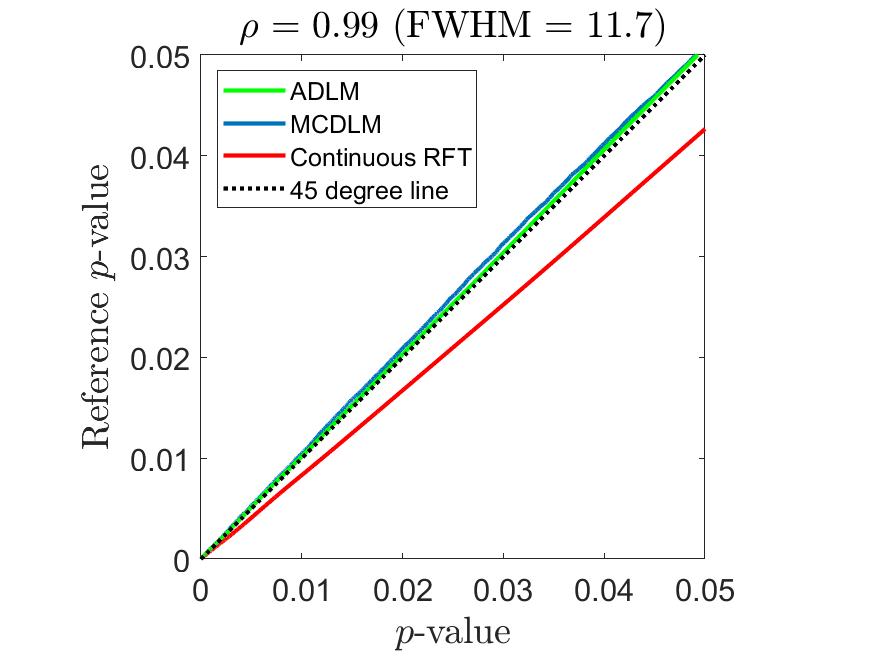 ρ = 0.99 (FWHM = 11.7)
0.05
0.04
0.03
0.02
0.01
0
Reference p-value
ADLM
MCDLM
Continuous RFT
45 degree line
0 0.01 0.02 0.03 0.04 0.05
p-value